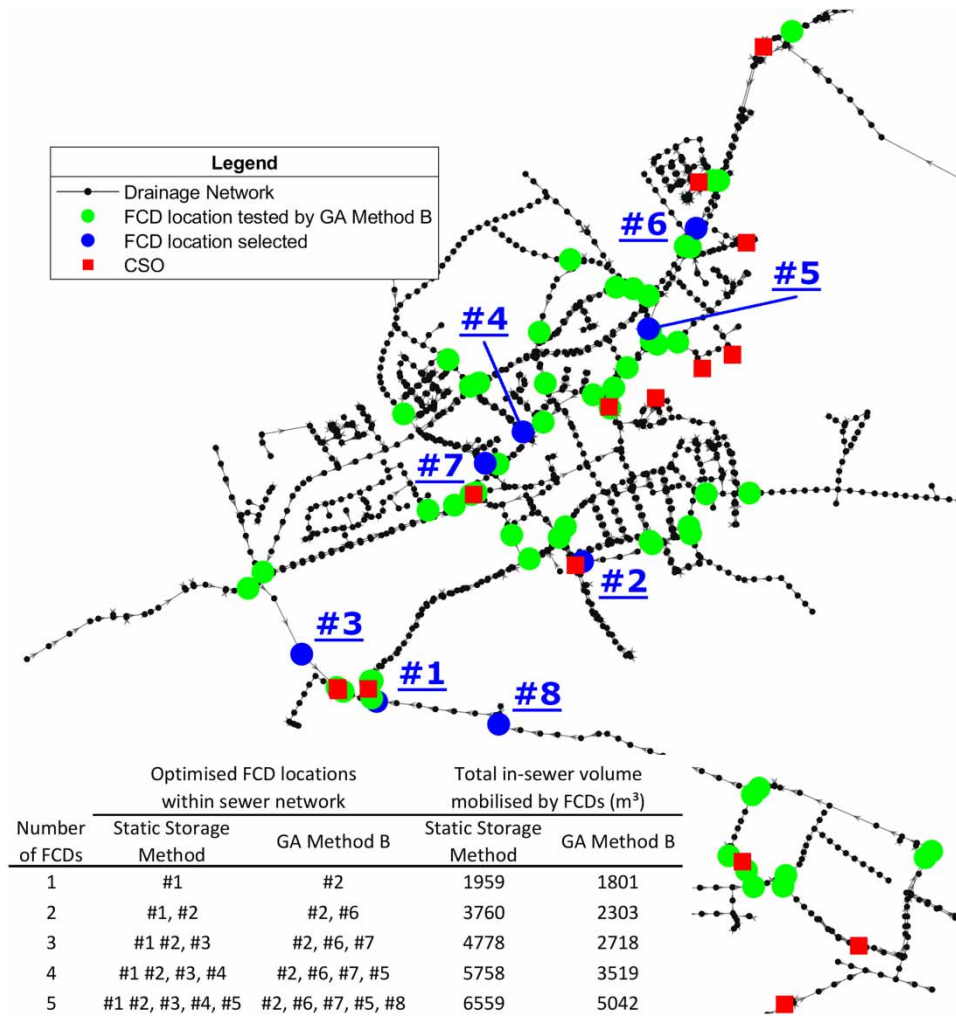 Legend
Drainage Network
FCD location tested by GA Method B
FCD location selected
CSO
#6
#5
#4
#7
#2
#3
#1
#8
Optimised FCD locations within sewer network
Total in-sewer volume mobilised by FCDs (m³)
Number of FCDs
Static Storage Method
GA Method B
Static Storage Method
GA Method B
1 #1 #2 1959 1801
2 #1, #2 #2, #6 3760 2303
3 #1 #2, #3 #2, #6, #7 4778 2718
4 #1 #2, #3, #4 #2, #6, #7, #5 5758 3519
5 #1 #2, #3, #4, #5 #2, #6, #7, #5, #8 6559 5042